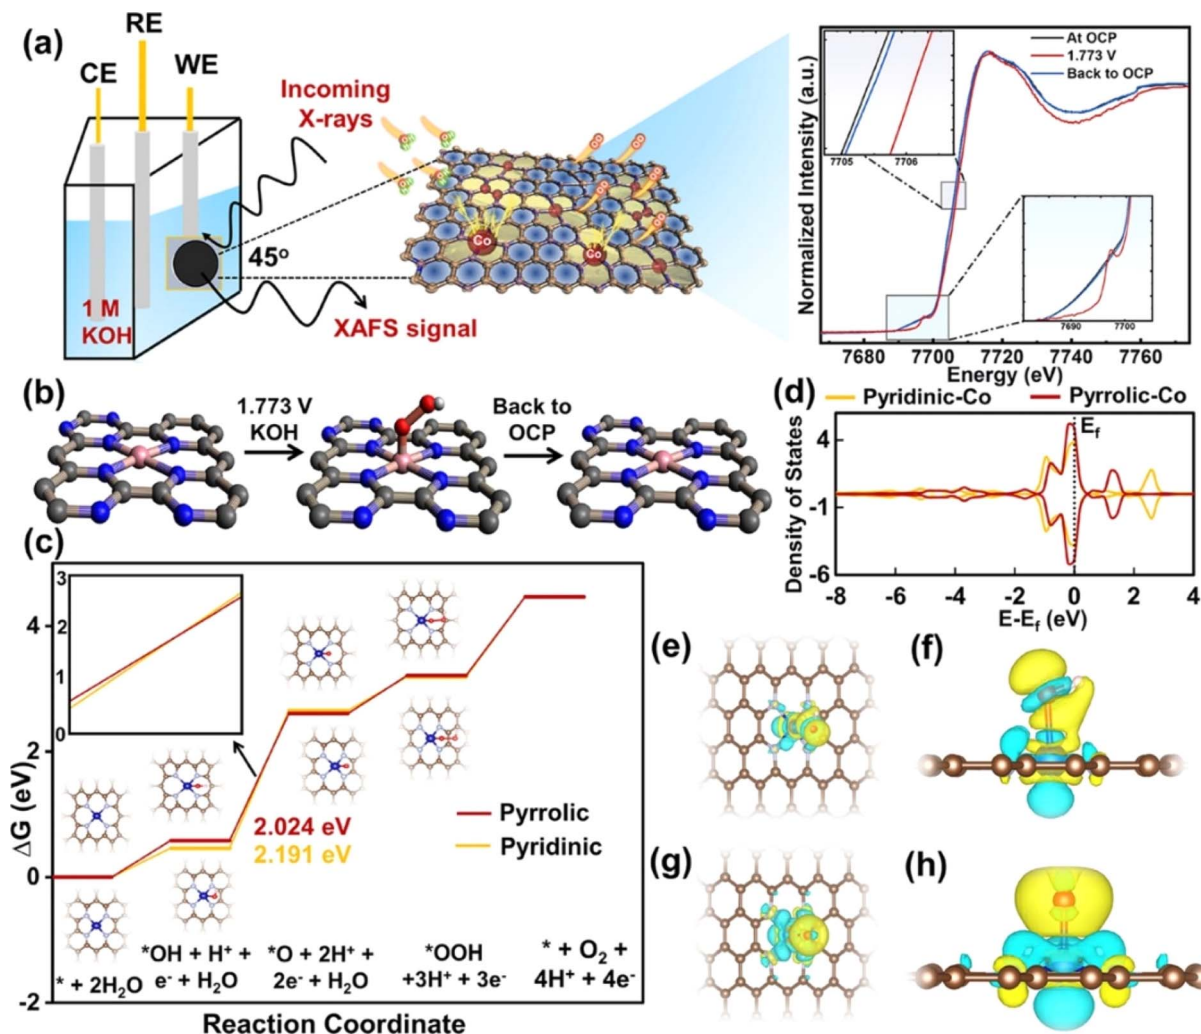 (a)
RE
CE
WE
Incoming
X-rays
45°
1 M
KOH
XAFS signal
Co
Co
Normalized Intensity (a.u.)
At OCP
1.773 V
Back to OCP
7705
7706
7690
7700
7680
7700
7720
7740
7760
Energy (eV)
(b)
1.773 V
KOH
Back to
OCP
(d)
Pyridinic-Co
Pyrrolic-Co
E_f
Density of States
4
-1
-6
-8
-6
-4
-2
0
2
4
E-E_f (eV)
(c)
ΔG (eV)
4
2
0
-2
3
2
1
0
2.024 eV
2.191 eV
Pyrrolic
Pyridinic
* + 2H₂O
*OH + H⁺ +
e⁻ + H₂O
*O + 2H⁺ +
2e⁻ + H₂O
*OOH
+3H⁺ + 3e⁻
* + O₂ +
4H⁺ + 4e⁻
Reaction Coordinate
(e)
(f)
(g)
(h)